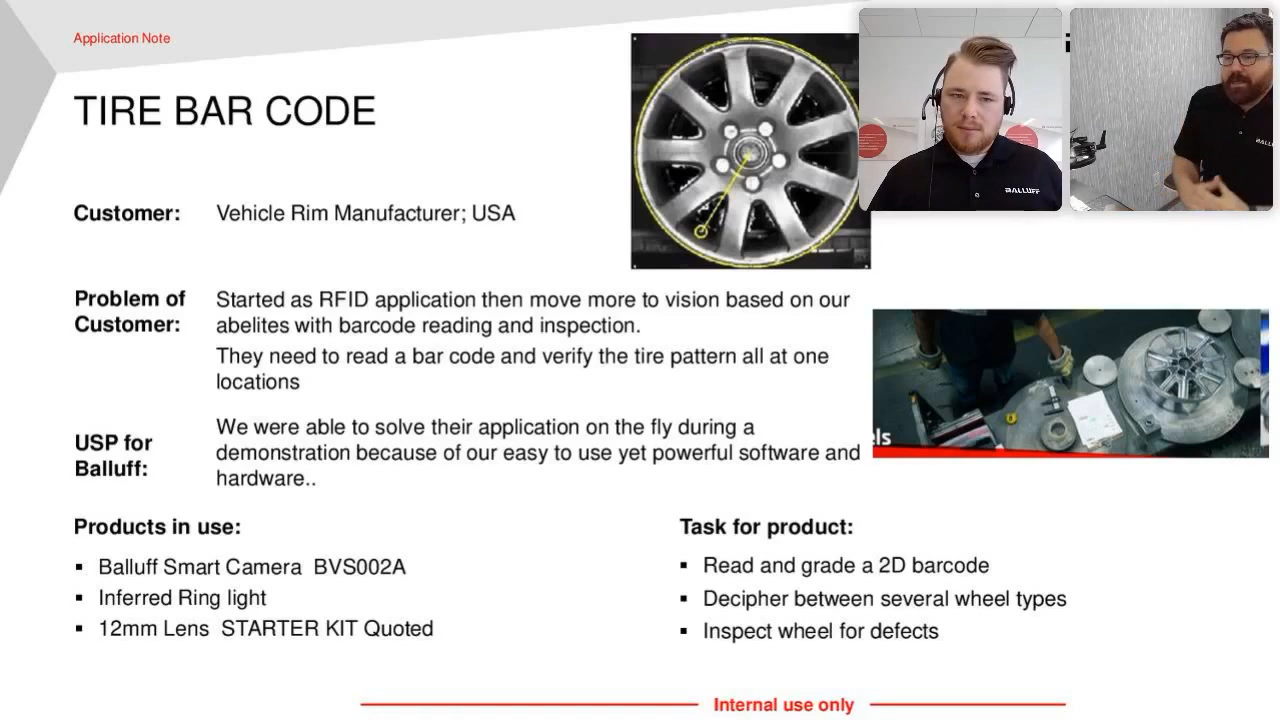 Application Note
TIRE BAR CODE
Customer: Vehicle Rim Manufacturer; USA
Problem of
Customer:
Started as RFID application then move more to vision based on our
abelites with barcode reading and inspection.
They need to read a bar code and verify the tire pattern all at one
locations
USP for
Balluff:
We were able to solve their application on the fly during a
demonstration because of our easy to use yet powerful software and
hardware..
Products in use:
▪ Balluff Smart Camera BVS002A
▪ Inferred Ring light
▪ 12mm Lens STARTER KIT Quoted
Task for product:
▪ Read and grade a 2D barcode
▪ Decipher between several wheel types
▪ Inspect wheel for defects
Internal use only
els
BALLUFF
BALLU